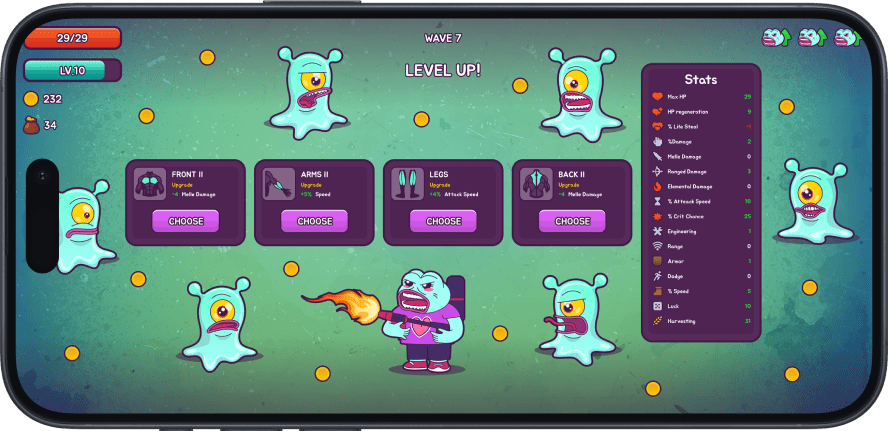 29/29
WAVE 7
LV.10
LEVEL UP!
232
34
FRONT II
Upgrade
-4 Melle Damage
CHOOSE
ARMS II
Upgrade
+3% Speed
CHOOSE
LEGS
Upgrade
+4% Attack Speed
CHOOSE
BACK II
Upgrade
-4 Melle Damage
CHOOSE
Stats
Max HP 29
HP regeneration 9
% Life Steal
%Damage 2
Melle Damage 0
Ranged Damage 3
Elemental Damage 0
% Atteack Speed 10
% Crit Chance 25
Engineering 1
Range 0
Armor 1
Dodge 0
% Speed 5
Luck 10
Harvesting 31